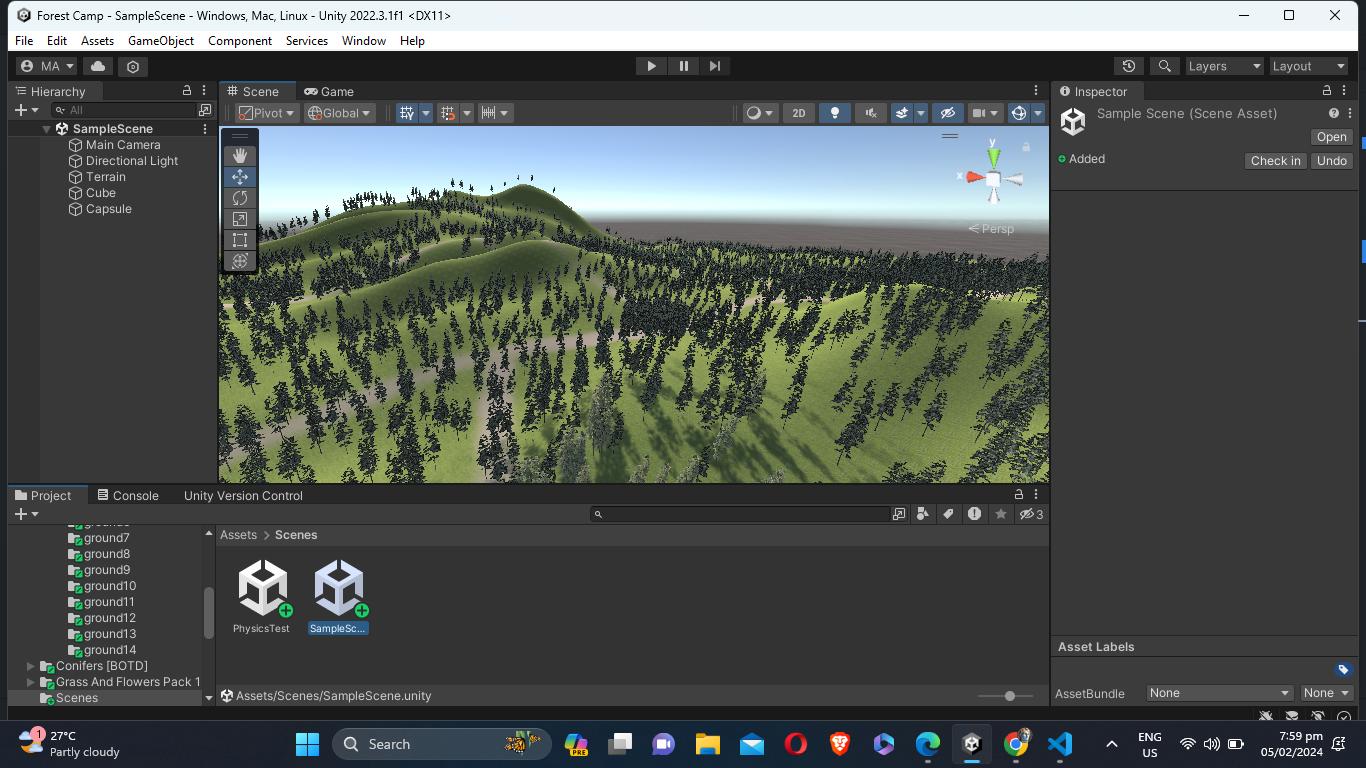 Forest Camp - SampleScene - Windows, Mac, Linux - Unity 2022.3.1f1 <DX11>
File Edit Assets GameObject Component Services Window Help
MA
Layers
Layout
Hierarchy
All
SampleScene
Main Camera
Directional Light
Terrain
Cube
Capsule
Scene
Game
Pivot
Global
2D
y
x
Persp
Inspector
Sample Scene (Scene Asset)
Open
Added
Check in
Undo
Project
Console
Unity Version Control
3
ground7
ground8
ground9
ground10
ground11
ground12
ground13
ground14
Conifers [BOTD]
Grass And Flowers Pack 1
Scenes
Assets > Scenes
PhysicsTest
SampleSc...
Assets/Scenes/SampleScene.unity
Asset Labels
AssetBundle
None
None
1
27°C
Partly cloudy
Search
PRE
ENG
US
7:59 pm
05/02/2024